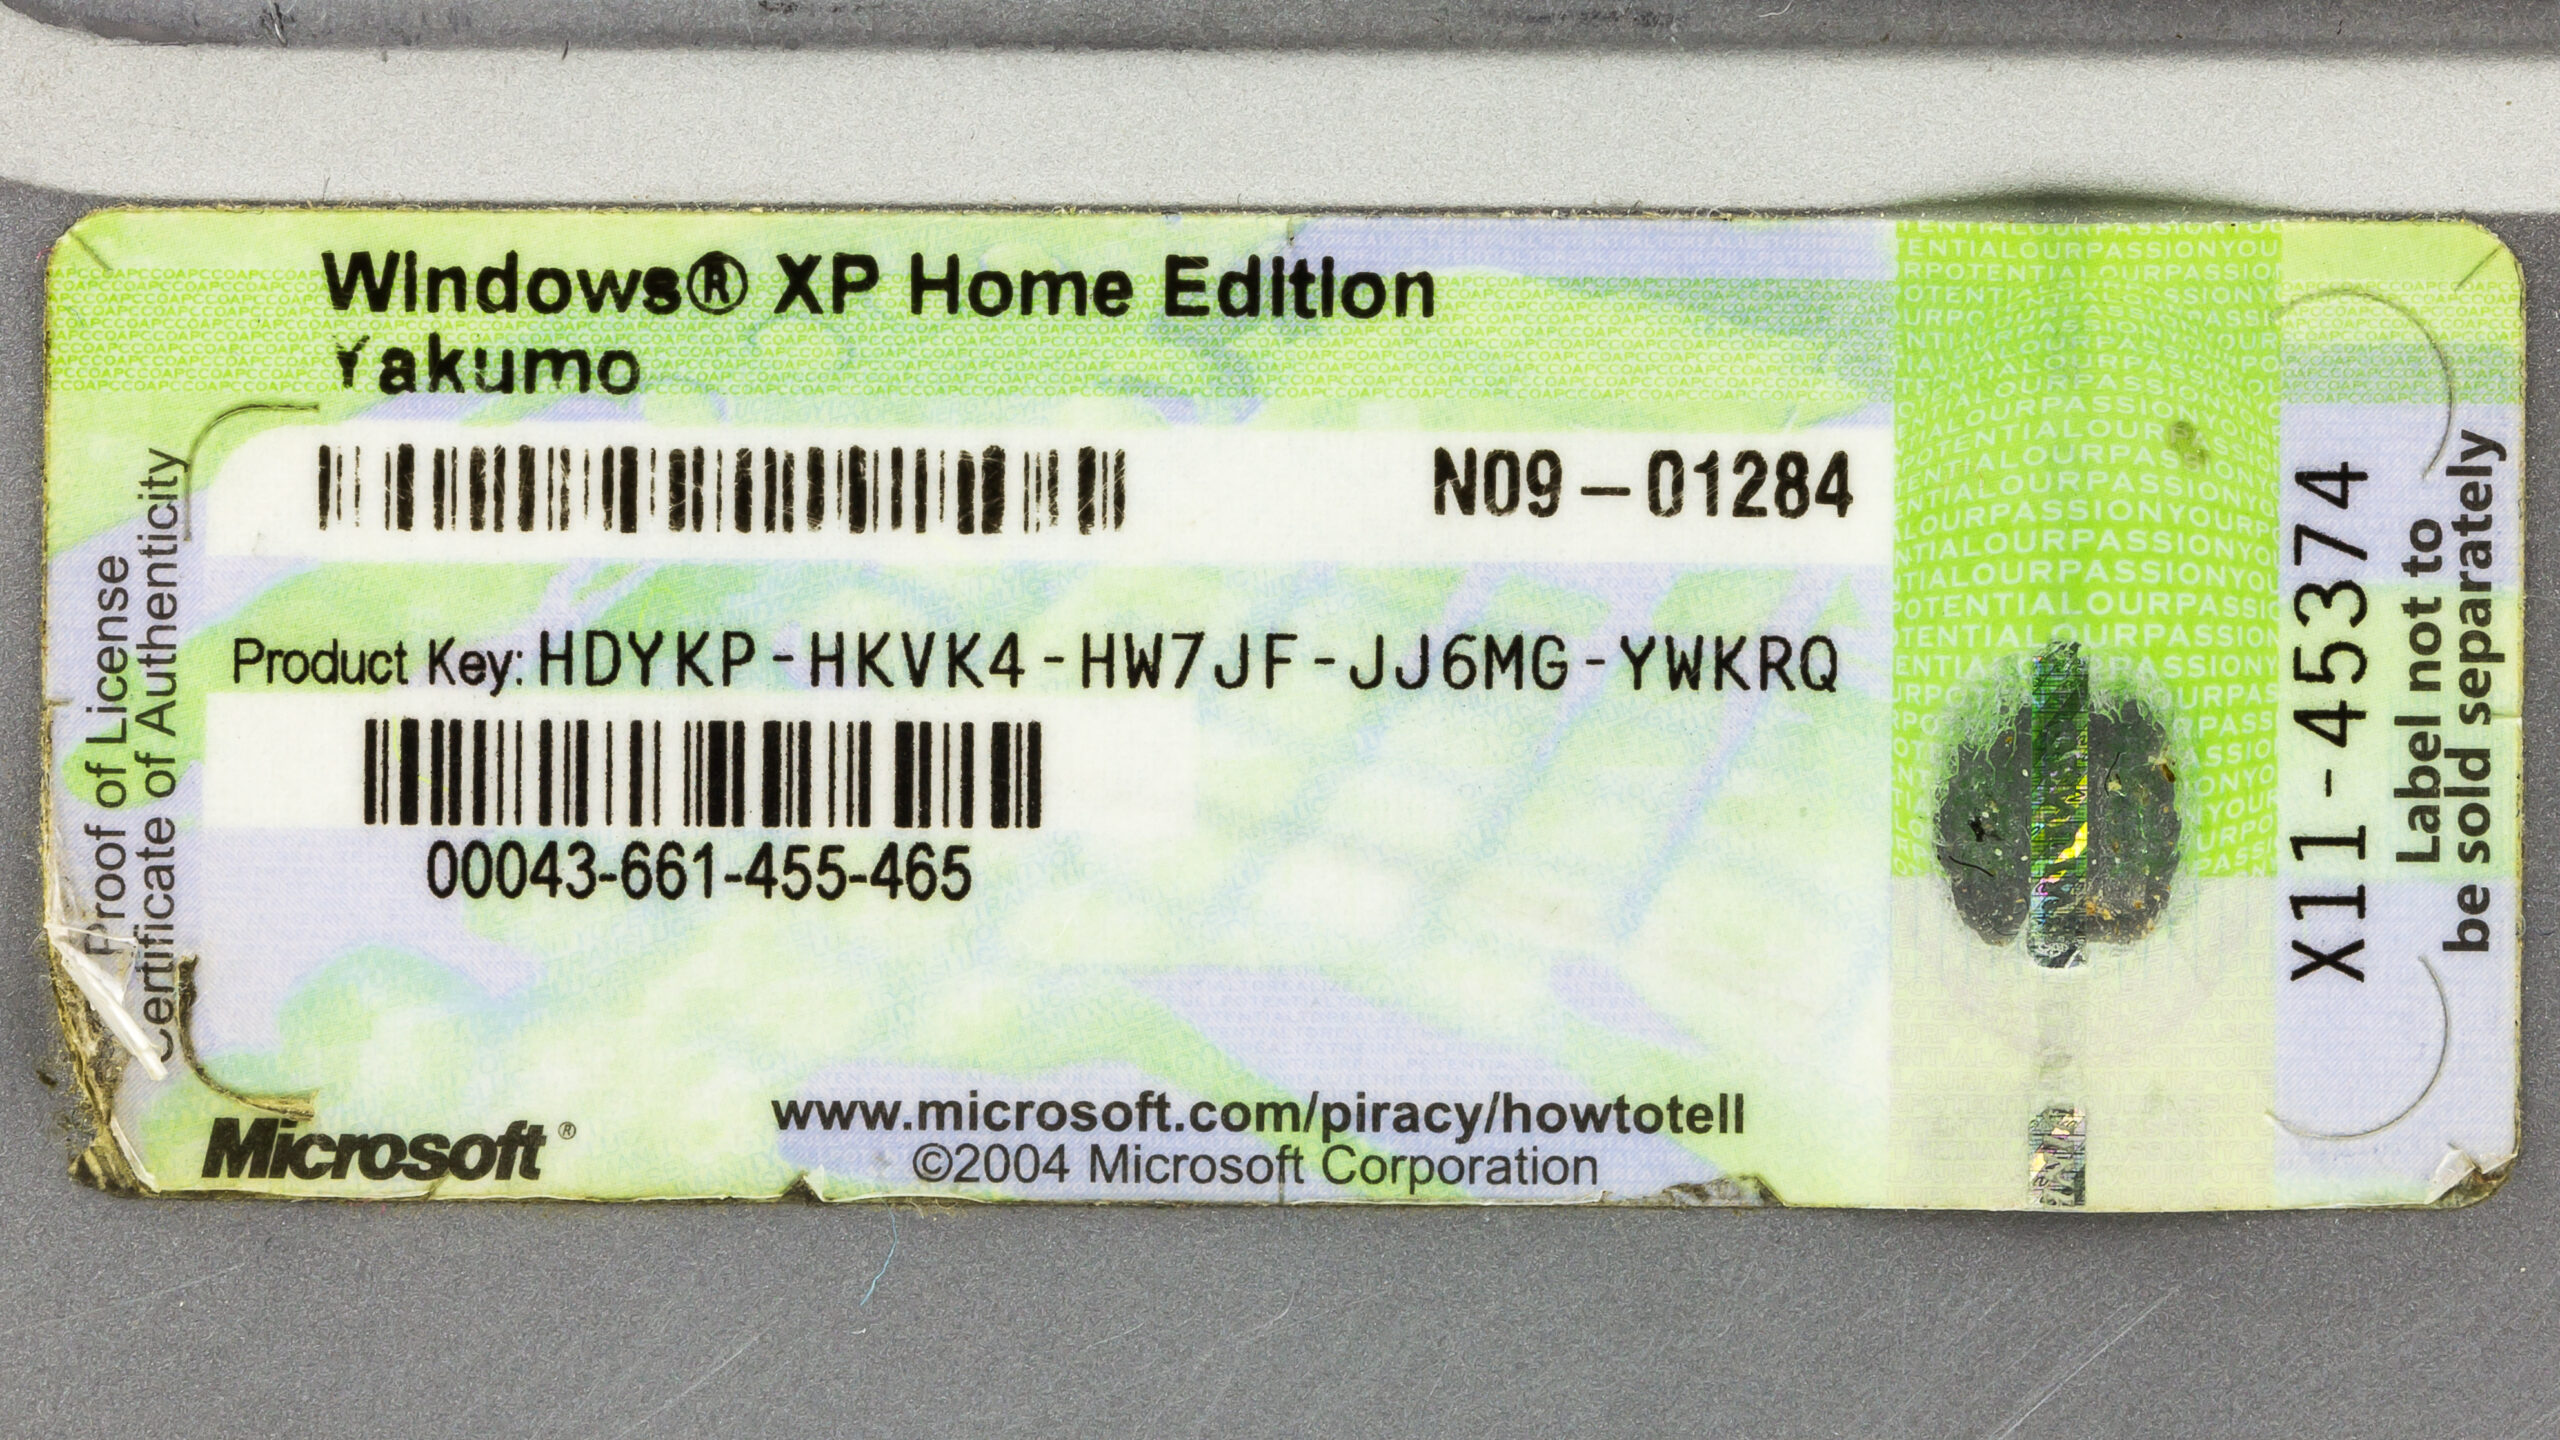 Windows® XP Home Edition
Yakumo
N09-01284
Product Key: HDYKP-HKVK4-HW7JF-JJ6MG-YWKRQ
00043-661-455-465
Proof of License
Certificate of Authenticity
Microsoft®
www.microsoft.com/piracy/howtotell
©2004 Microsoft Corporation
X11-45374
Label not to
be sold separately